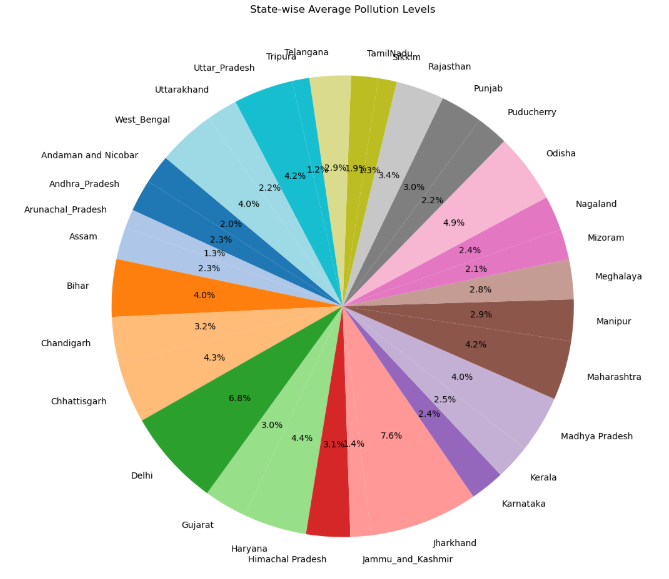 State-wise Average Pollution Levels
Andaman and Nicobar
2.0%
Andhra_Pradesh
2.3%
Arunachal_Pradesh
1.3%
Assam
2.3%
Bihar
4.0%
Chandigarh
3.2%
Chhattisgarh
4.3%
Delhi
6.8%
Gujarat
3.0%
Haryana
4.4%
Himachal Pradesh
3.1%
Jammu_and_Kashmir
1.4%
Jharkhand
7.6%
Karnataka
2.4%
Kerala
2.5%
Madhya Pradesh
4.0%
Maharashtra
4.2%
Manipur
2.9%
Meghalaya
2.8%
Mizoram
2.1%
Nagaland
2.4%
Odisha
4.9%
Puducherry
2.2%
Punjab
3.0%
Rajasthan
3.4%
Sikkim
1.3%
TamilNadu
1.9%
Telangana
2.9%
Tripura
1.2%
Uttar_Pradesh
4.2%
Uttarakhand
2.2%
West_Bengal
4.0%